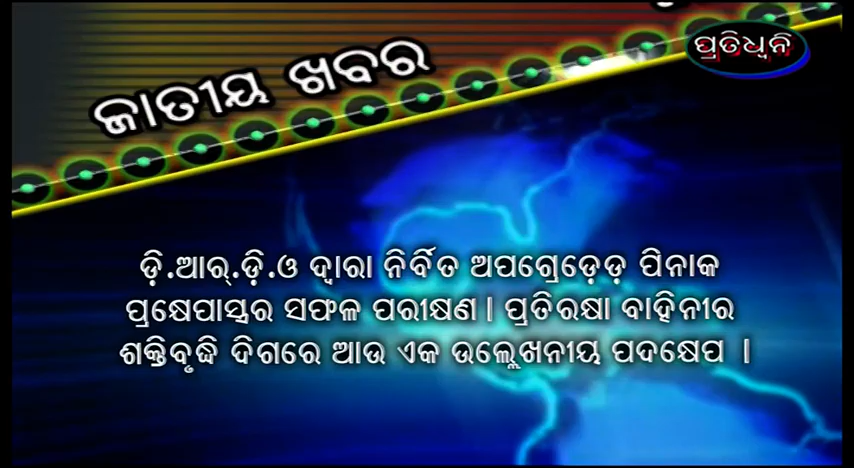 ପ୍ରତିଧ୍ୱନି
ଜାତୀୟ ଖବର
ଡ଼ି.ଆର୍.ଡ଼ି.ଓ ଦ୍ୱାରା ନିର୍ବିତ ଅପଗ୍ରେଡ଼େଡ଼ ପିନାକ
ପ୍ରକ୍ଷେପାସ୍ତ୍ରର ସଫଳ ପରୀକ୍ଷଣ। ପ୍ରତିରକ୍ଷା ବାହିନୀର
ଶକ୍ତିବୃଦ୍ଧି ଦିଗରେ ଆଉ ଏକ ଉଲ୍ଲେଖନୀୟ ପଦକ୍ଷେପ ।